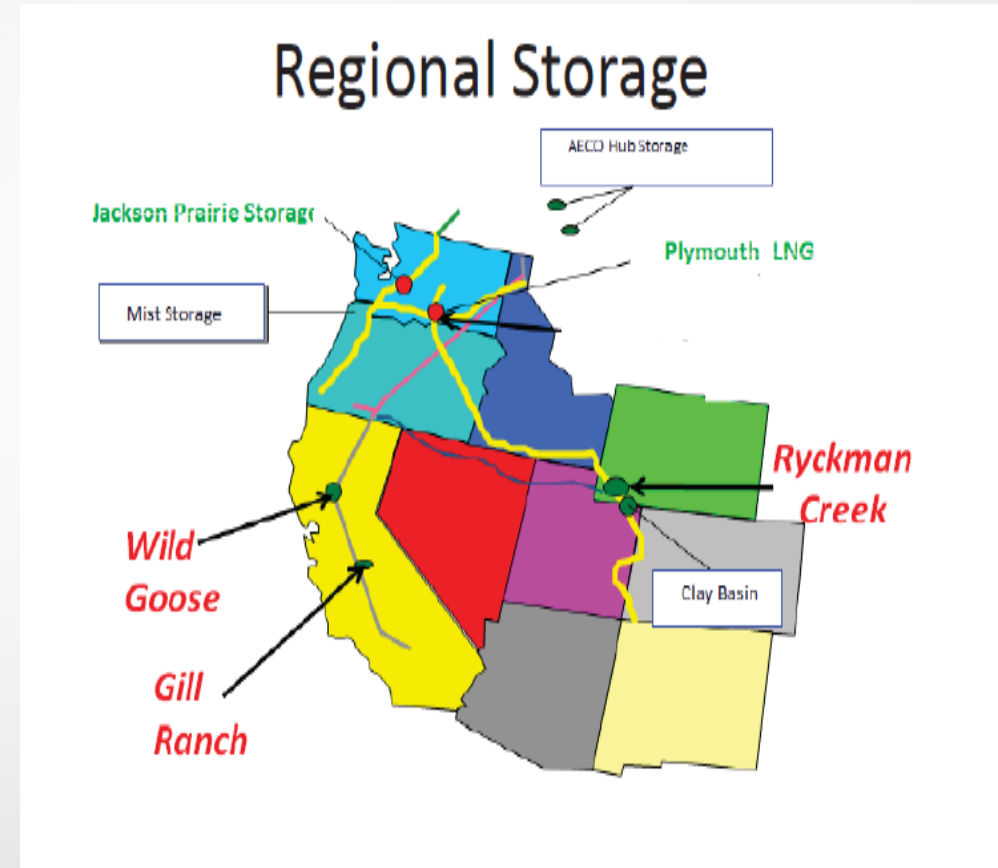 Regional Storage
AECO Hub Storage
Jackson Prairie Storage
Plymouth LNG
Mist Storage
Ryckman
Creek
Wild
Goose
Clay Basin
Gill
Ranch